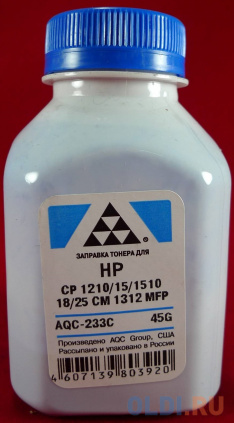 ЗАПРАВКА ТОНЕРА ДЛЯ
HP
CP 1210/15/1510
18/25 CM 1312 MFP
AQC-233C 45G
Произведено AQC Group, США
Рассыпано и упаковано в России
4 607139 803920
OLDI.RU